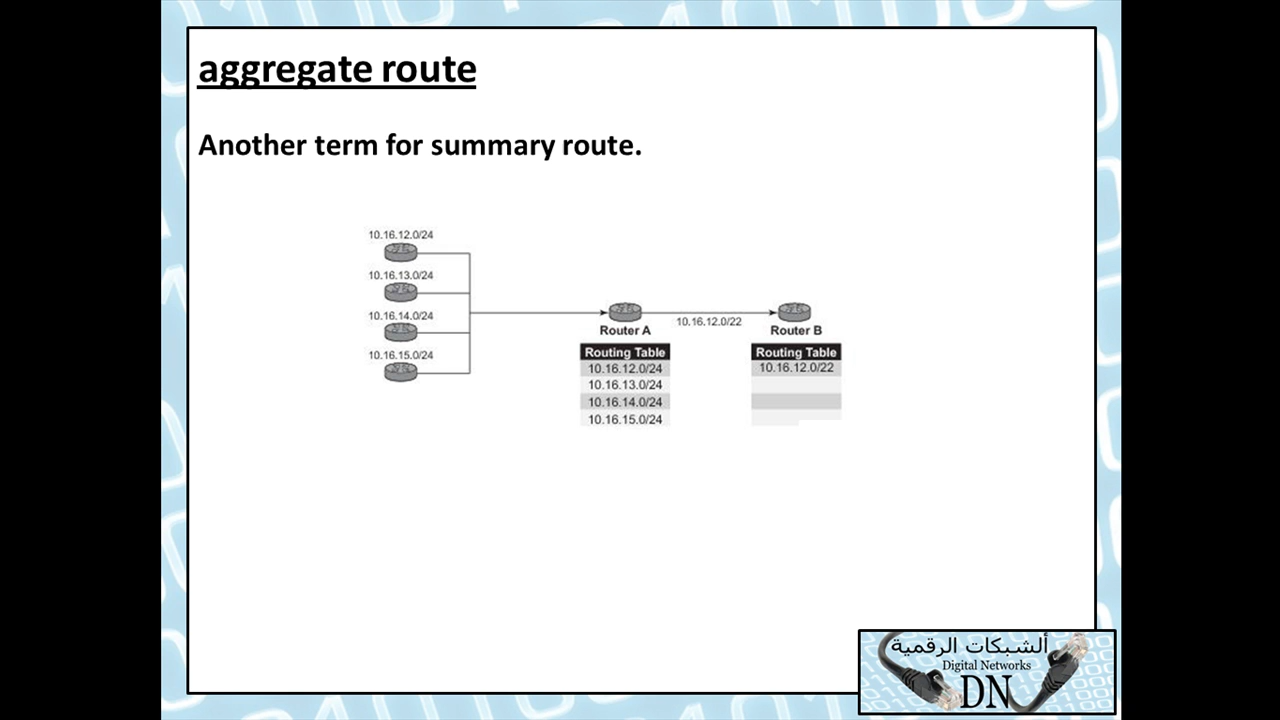 aggregate route
Another term for summary route.
10.16.12.0/24
10.16.13.0/24
10.16.14.0/24
10.16.15.0/24
Router A
10.16.12.0/22
Router B
Routing Table
10.16.12.0/24
10.16.13.0/24
10.16.14.0/24
10.16.15.0/24
Routing Table
10.16.12.0/22
ألشبكات الرقمية
Digital Networks
DN